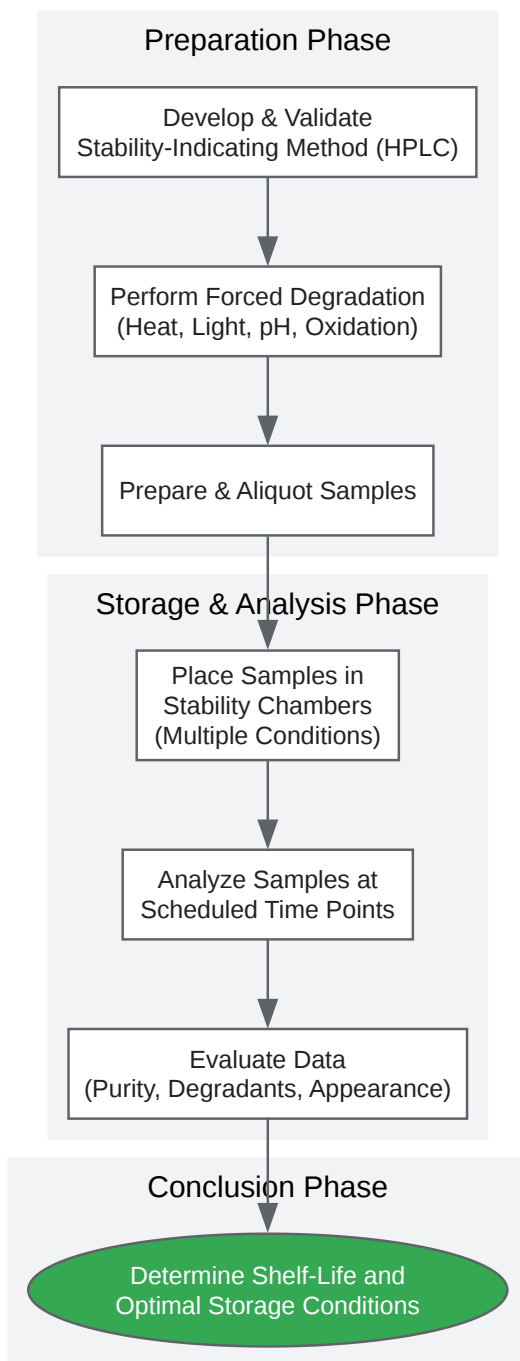 Preparation Phase
Develop & Validate
Stability-Indicating Method (HPLC)
Perform Forced Degradation
(Heat, Light, pH, Oxidation)
Prepare & Aliquot Samples
Storage & Analysis Phase
Place Samples in
Stability Chambers
(Multiple Conditions)
Analyze Samples at
Scheduled Time Points
Evaluate Data
(Purity, Degradants, Appearance)
Conclusion Phase
Determine Shelf-Life and
Optimal Storage Conditions